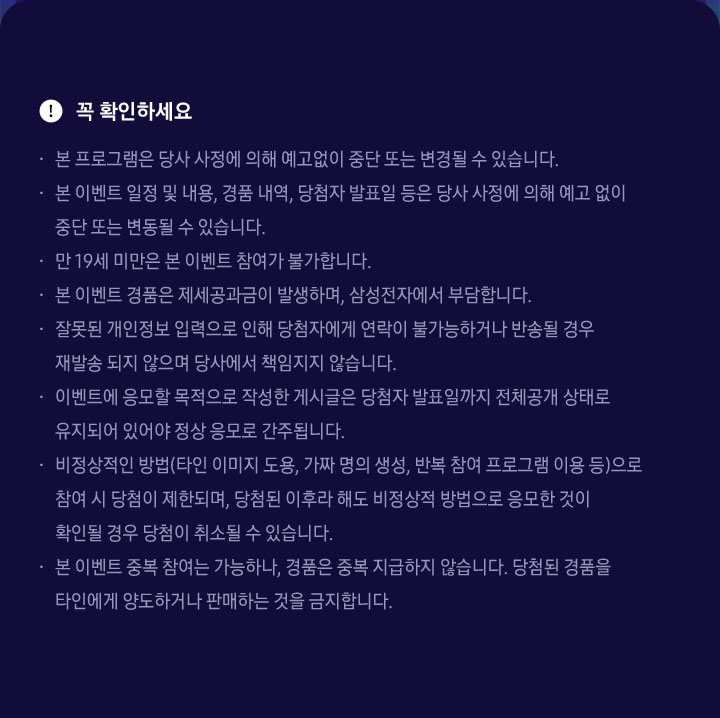 ! 꼭 확인하세요
· 본 프로그램은 당사 사정에 의해 예고없이 중단 또는 변경될 수 있습니다.
· 본 이벤트 일정 및 내용, 경품 내역, 당첨자 발표일 등은 당사 사정에 의해 예고 없이
중단 또는 변동될 수 있습니다.
· 만 19세 미만은 본 이벤트 참여가 불가합니다.
· 본 이벤트 경품은 제세공과금이 발생하며, 삼성전자에서 부담합니다.
· 잘못된 개인정보 입력으로 인해 당첨자에게 연락이 불가능하거나 반송될 경우
재발송 되지 않으며 당사에서 책임지지 않습니다.
· 이벤트에 응모할 목적으로 작성한 게시글은 당첨자 발표일까지 전체공개 상태로
유지되어 있어야 정상 응모로 간주됩니다.
· 비정상적인 방법(타인 이미지 도용, 가짜 명의 생성, 반복 참여 프로그램 이용 등)으로
참여 시 당첨이 제한되며, 당첨된 이후라 해도 비정상적 방법으로 응모한 것이
확인될 경우 당첨이 취소될 수 있습니다.
· 본 이벤트 중복 참여는 가능하나, 경품은 중복 지급하지 않습니다. 당첨된 경품을
타인에게 양도하거나 판매하는 것을 금지합니다.